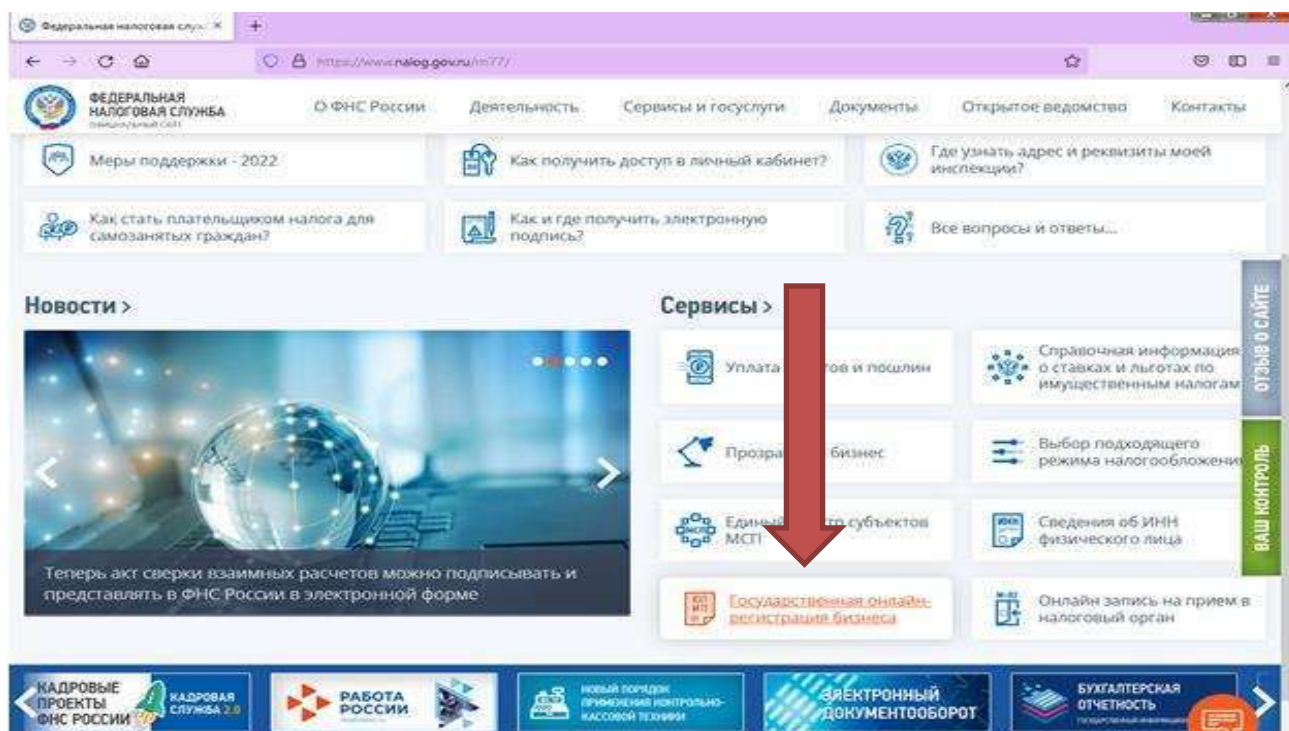 Федеральная налоговая служ
https://www.nalog.gov.ru/rn77/
ФЕДЕРАЛЬНАЯ
НАЛОГОВАЯ СЛУЖБА
О ФНС России
Деятельность
Сервисы и госуслуги
Документы
Открытое ведомство
Контакты
Меры поддержки - 2022
Как получить доступ в личный кабинет?
Где узнать адрес и реквизиты моей
инспекции?
Как стать плательщиком налога для
самозанятых граждан?
Как и где получить электронную
подпись?
Все вопросы и ответы...
Новости >
Теперь акт сверки взаимных расчетов можно подписывать и
представлять в ФНС России в электронной форме
Сервисы >
Уплата ов и пошлин
Справочная информация
о ставках и льготах по
имущественным налогам
Прозра бизнес
Выбор подходящего
режима налогообложени
Единый субъектов
МСП
Сведения об ИНН
физического лица
Государственная онлайн-
регистрация бизнеса
Онлайн запись на прием в
налоговый орган
ОТЗЫВ О САЙТЕ
ВАШ КОНТРОЛЬ
КАДРОВЫЕ
ПРОЕКТЫ
ФНС РОССИИ
КАДРОВАЯ
СЛУЖБА 2.0
РАБОТА
РОССИИ
НОВЫЙ ПОРЯДОК
ПРИМЕНЕНИЯ КОНТРОЛЬНО-
КАССОВОЙ ТЕХНИКИ
ЭЛЕКТРОННЫЙ
ДОКУМЕНТООБОРОТ
БУХГАЛТЕРСКАЯ
ОТЧЕТНОСТЬ